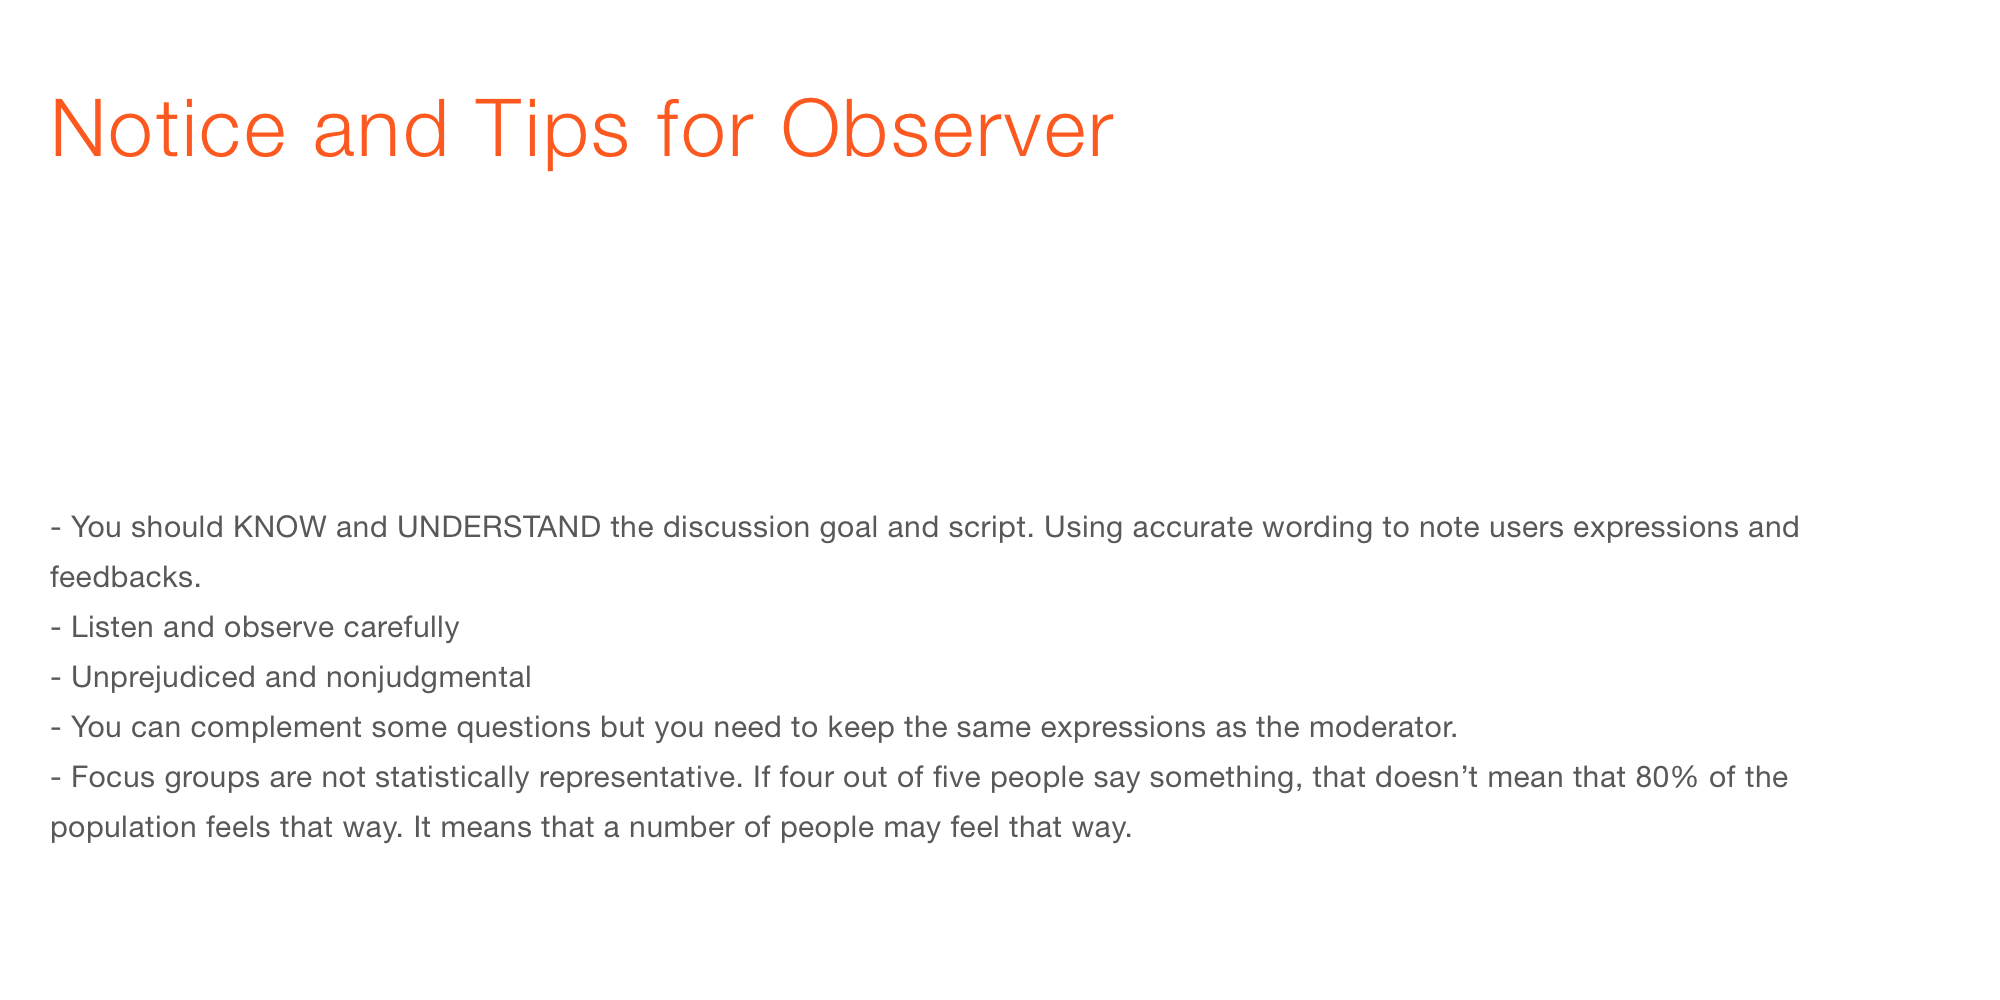 Notice and Tips for Observer
- You should KNOW and UNDERSTAND the discussion goal and script. Using accurate wording to note users expressions and
feedbacks.
- Listen and observe carefully
- Unprejudiced and nonjudgmental
- You can complement some questions but you need to keep the same expressions as the moderator.
- Focus groups are not statistically representative. If four out of five people say something, that doesn’t mean that 80% of the
population feels that way. It means that a number of people may feel that way.